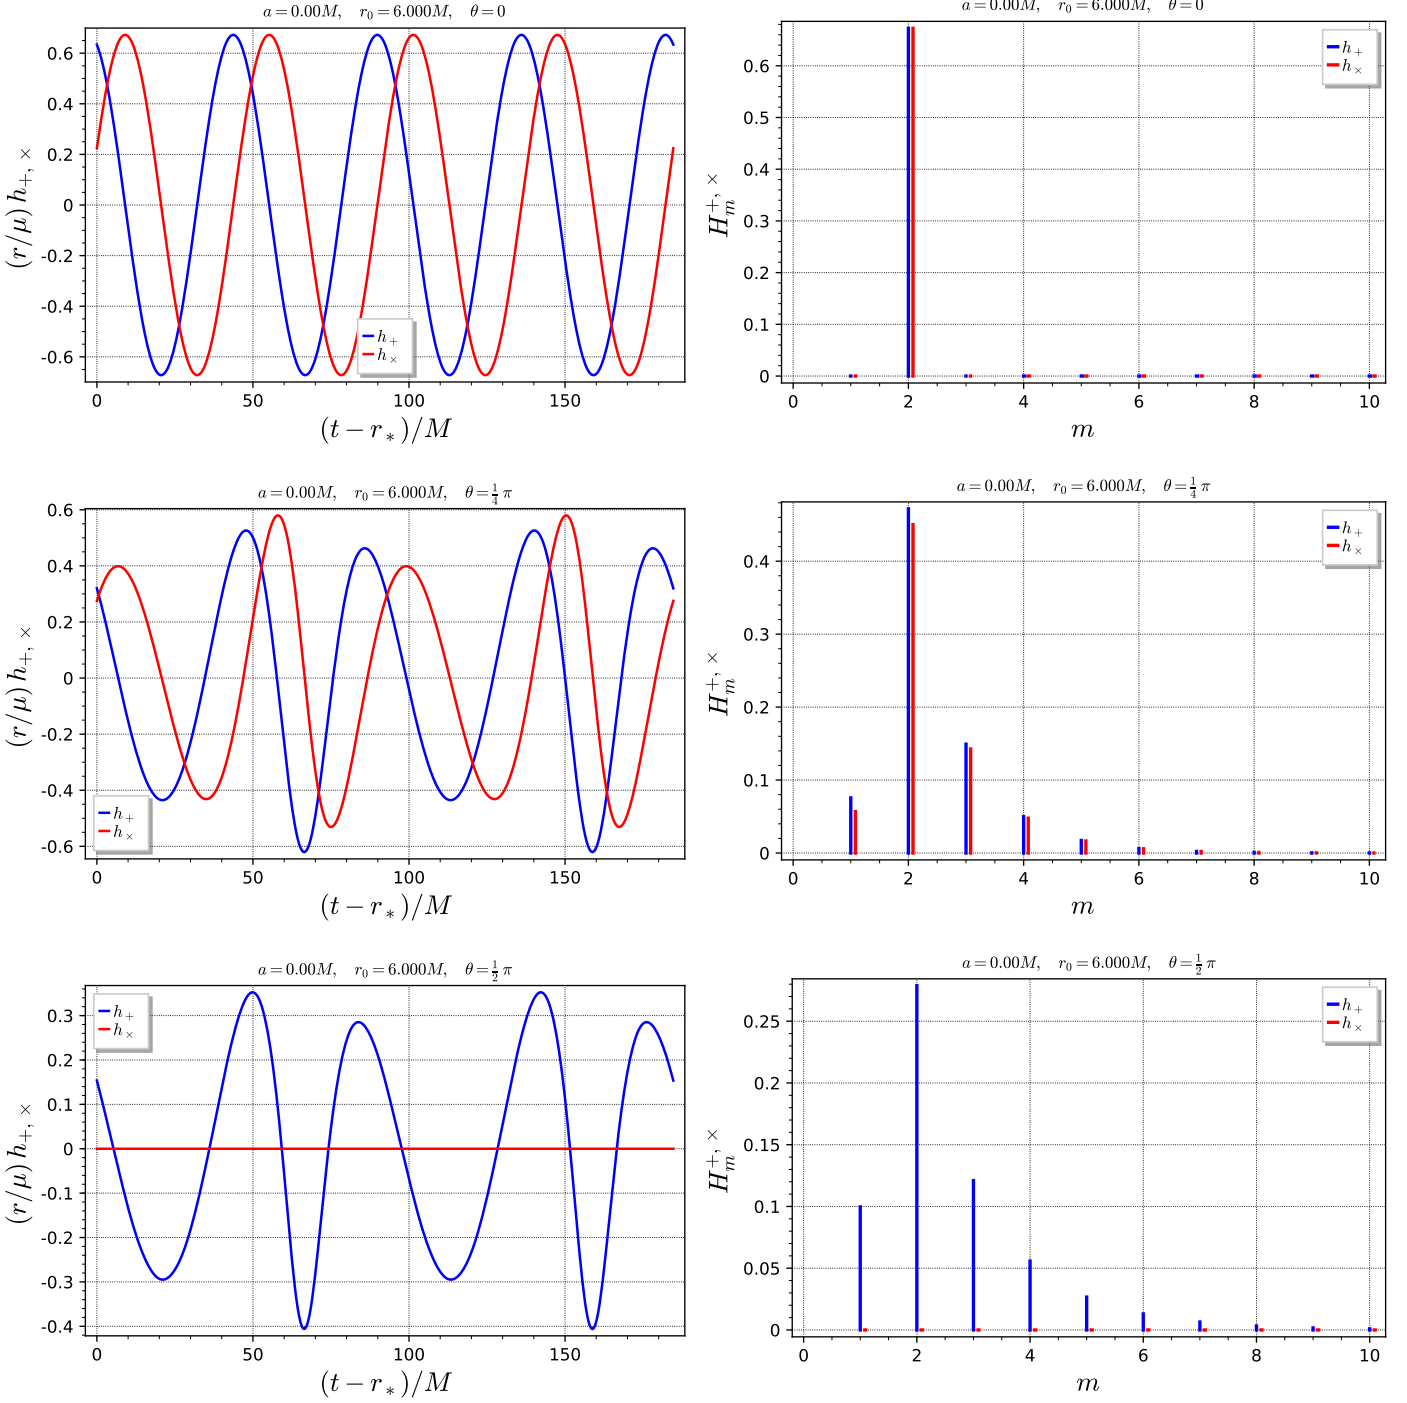 a = 0.00M, r₀ = 6.000M, θ = 0
(r/μ) h₊, ×
0.6
0.4
0.2
0
-0.2
-0.4
-0.6
h₊
h×
0 50 100 150
(t − r*)/M
a = 0.00M, r₀ = 6.000M, θ = 0
H_m^{+, ×}
0.6
0.5
0.4
0.3
0.2
0.1
0
h₊
h×
0 2 4 6 8 10
m
a = 0.00M, r₀ = 6.000M, θ = 1/4 π
(r/μ) h₊, ×
0.6
0.4
0.2
0
-0.2
-0.4
-0.6
h₊
h×
0 50 100 150
(t − r*)/M
a = 0.00M, r₀ = 6.000M, θ = 1/4 π
H_m^{+, ×}
0.4
0.3
0.2
0.1
0
h₊
h×
0 2 4 6 8 10
m
a = 0.00M, r₀ = 6.000M, θ = 1/2 π
(r/μ) h₊, ×
0.3
0.2
0.1
0
-0.1
-0.2
-0.3
-0.4
h₊
h×
0 50 100 150
(t − r*)/M
a = 0.00M, r₀ = 6.000M, θ = 1/2 π
H_m^{+, ×}
0.25
0.2
0.15
0.1
0.05
0
h₊
h×
0 2 4 6 8 10
m